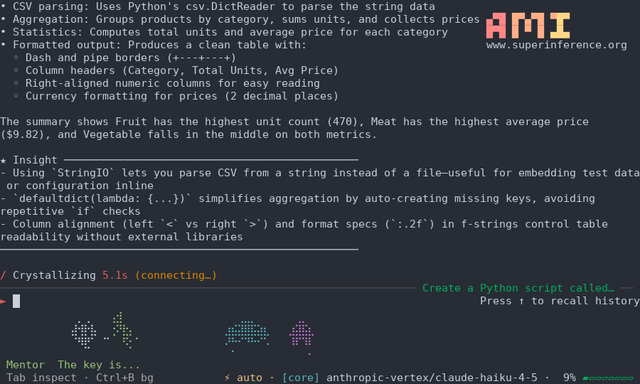 • CSV parsing: Uses Python's csv.DictReader to parse the string data
• Aggregation: Groups products by category, sums units, and collects prices
AMI
• Statistics: Computes total units and average price for each category
• Formatted output: Produces a clean table with:
www.superinference.org
◦ Dash and pipe borders (+---+---+)
◦ Column headers (Category, Total Units, Avg Price)
◦ Right-aligned numeric columns for easy reading
◦ Currency formatting for prices (2 decimal places)
The summary shows Fruit has the highest unit count (470), Meat has the highest average price
($9.82), and Vegetable falls in the middle on both metrics.
★ Insight
- Using `StringIO` lets you parse CSV from a string instead of a file—useful for embedding test data
or configuration inline
- `defaultdict(lambda: {...})` simplifies aggregation by auto-creating missing keys, avoiding
repetitive `if` checks
- Column alignment (left `<` vs right `>`) and format specs (`:.2f`) in f-strings control table
readability without external libraries
/ Crystallizing 5.1s (connecting…)
Create a Python script called…
Press ↑ to recall history
Mentor The key is...
Tab inspect · Ctrl+B bg
⚡ auto · [core] anthropic-vertex/claude-haiku-4-5 · 9%